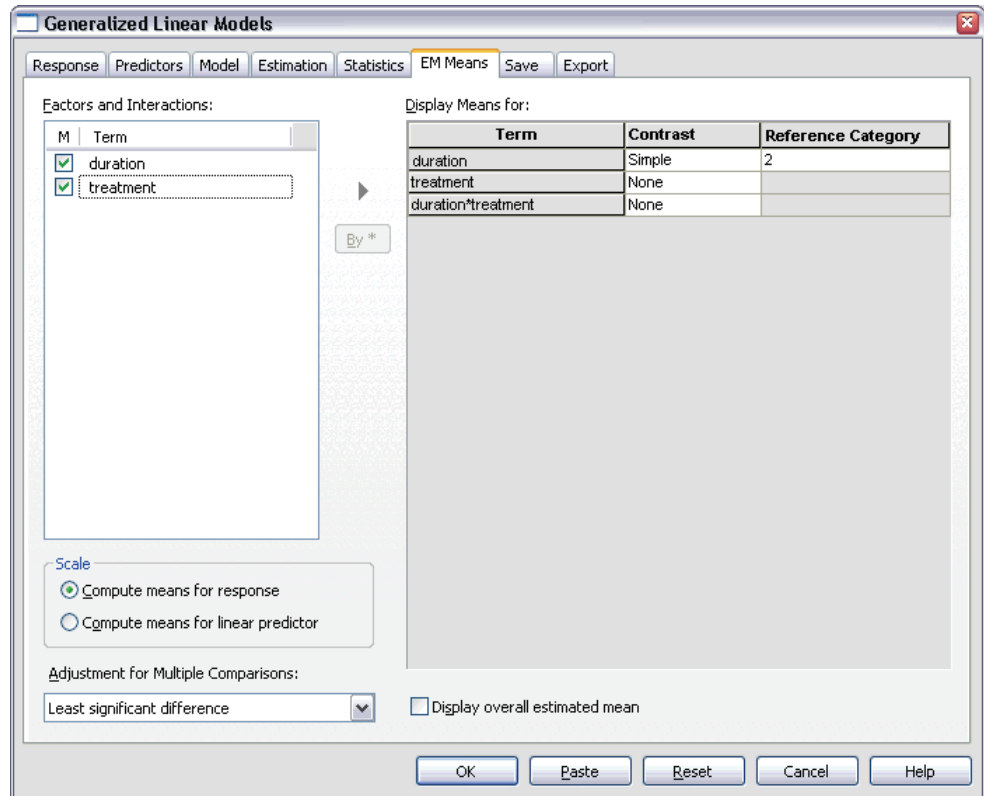 Generalized Linear Models
Response Predictors Model Estimation Statistics EM Means Save Export
Factors and Interactions:
M Term
duration
treatment
By *
Display Means for:
Term Contrast Reference Category
duration Simple 2
treatment None
duration*treatment None
Scale
Compute means for response
Compute means for linear predictor
Adjustment for Multiple Comparisons:
Least significant difference
Display overall estimated mean
OK Paste Reset Cancel Help